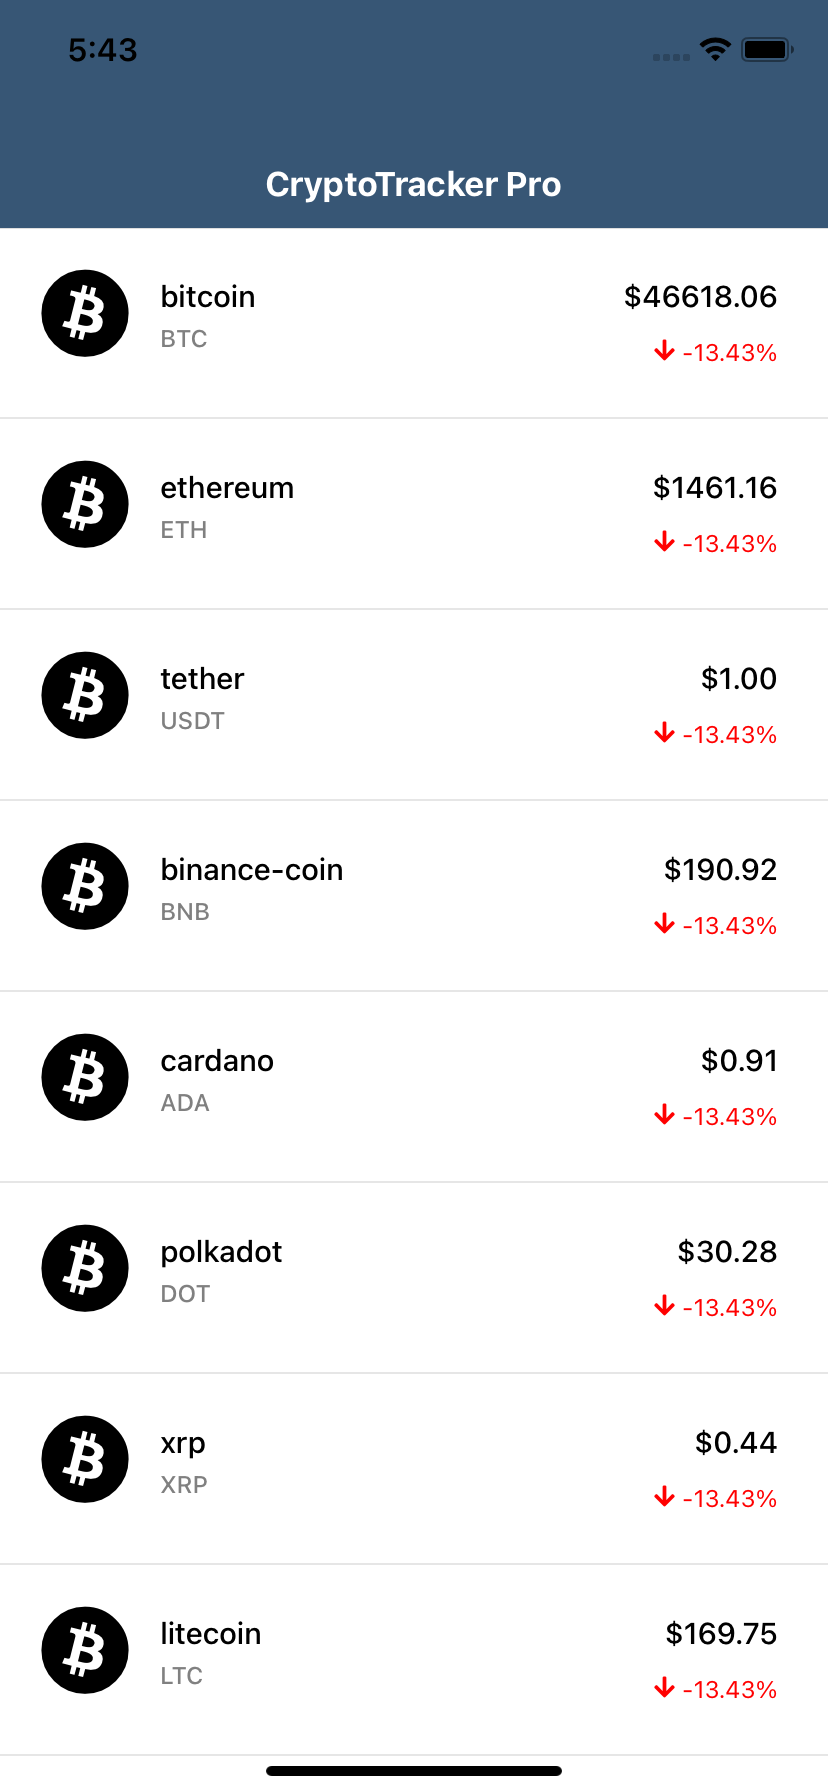 5:43
CryptoTracker Pro
bitcoin $46618.06
BTC -13.43%
ethereum $1461.16
ETH -13.43%
tether $1.00
USDT -13.43%
binance-coin $190.92
BNB -13.43%
cardano $0.91
ADA -13.43%
polkadot $30.28
DOT -13.43%
xrp $0.44
XRP -13.43%
litecoin $169.75
LTC -13.43%